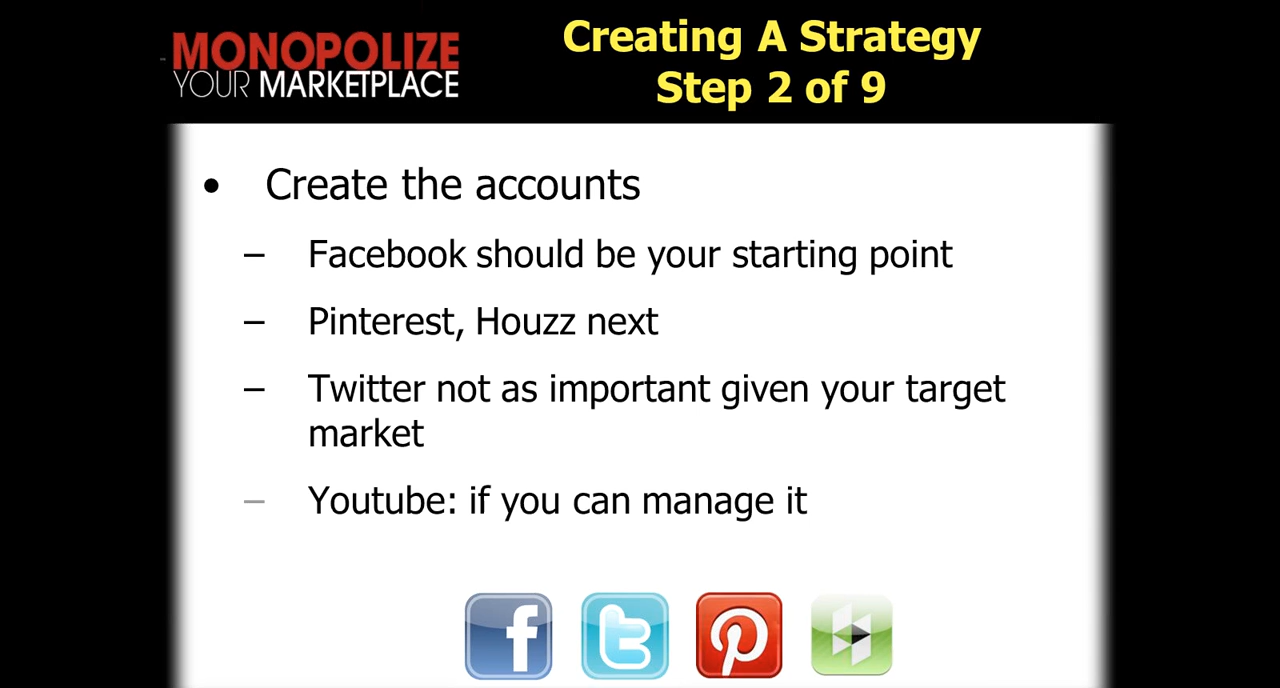 MONOPOLIZE
YOUR MARKETPLACE
Creating A Strategy
Step 2 of 9
• Create the accounts
– Facebook should be your starting point
– Pinterest, Houzz next
– Twitter not as important given your target
market
– Youtube: if you can manage it